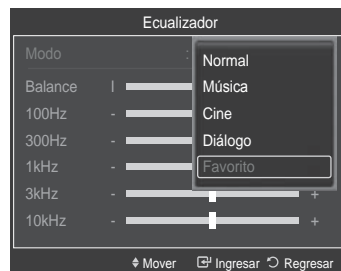 Ecualizador
Modo :
Normal
Música
Cine
Diálogo
Favorito
Balance I
100Hz -
300Hz -
1kHz -
3kHz - +
10kHz - +
Mover Ingresar Regresar